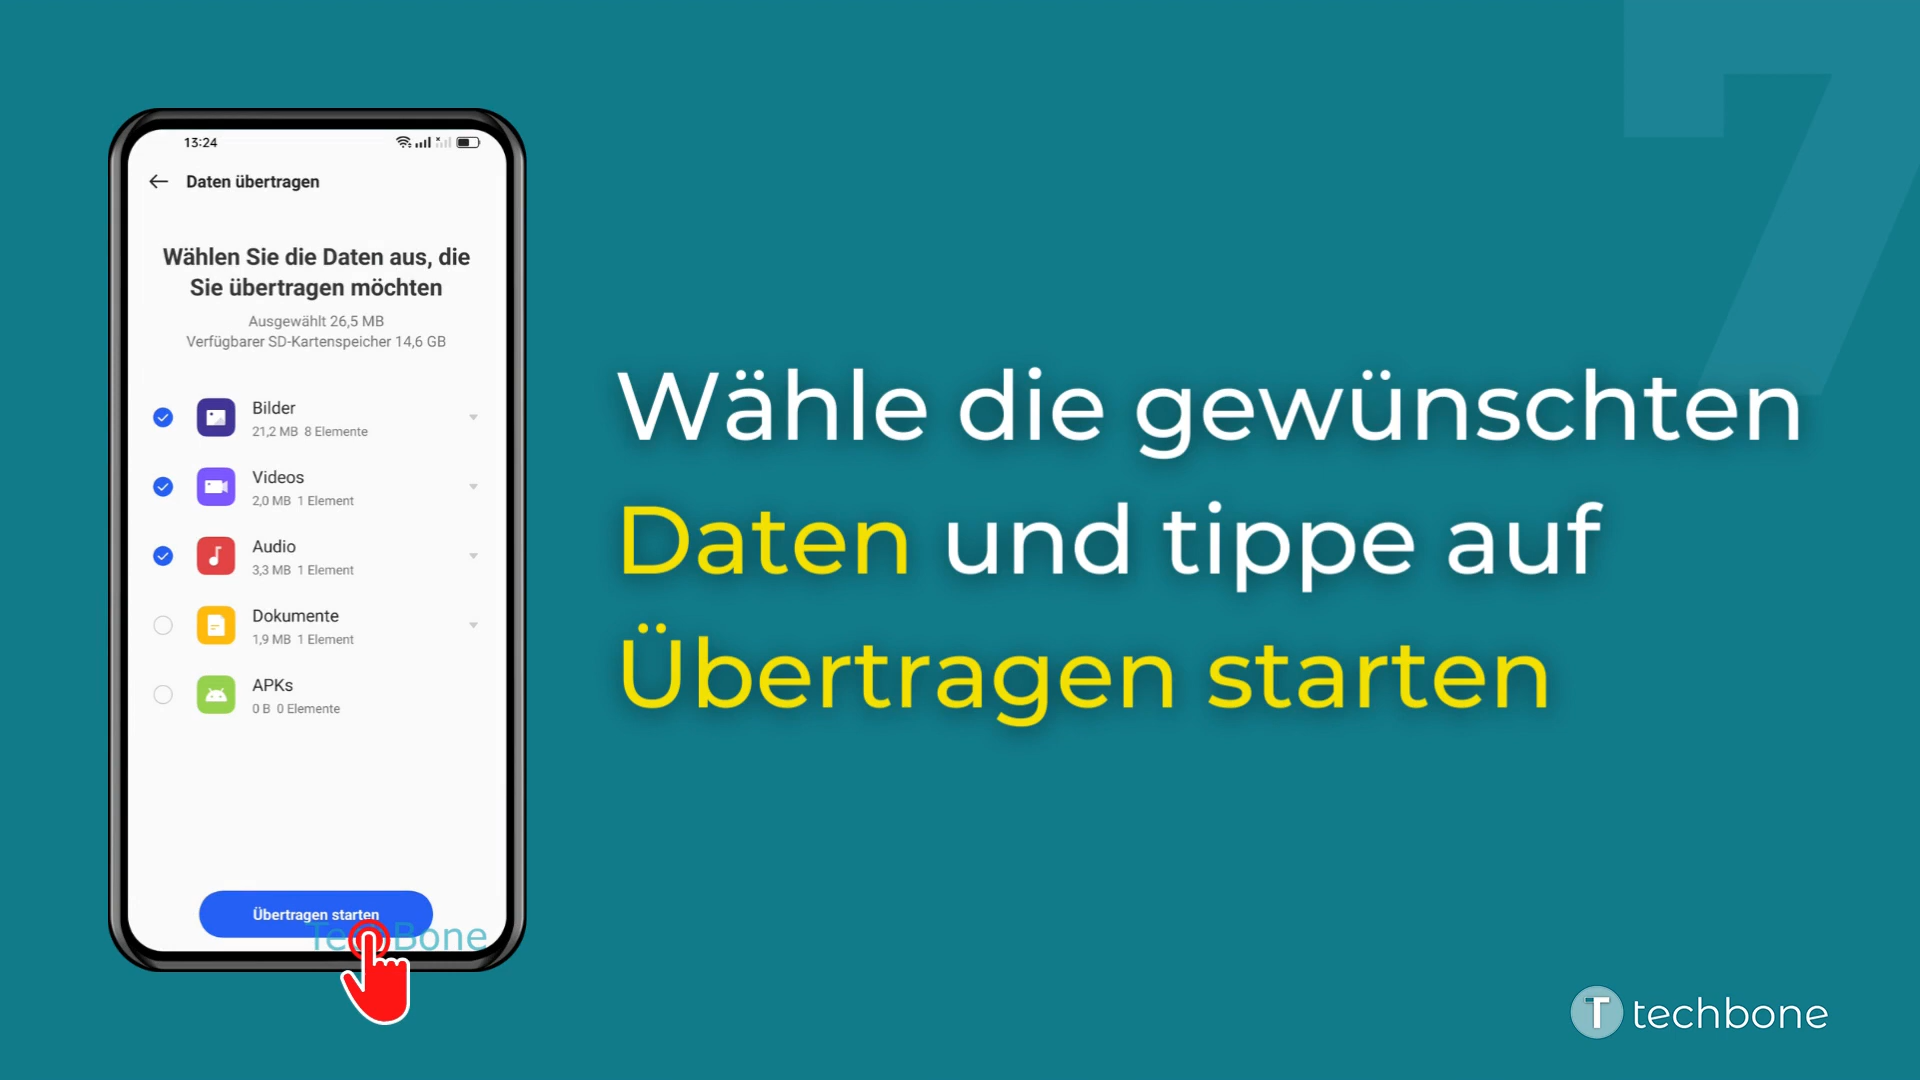 7
13:24
Daten übertragen
Wählen Sie die Daten aus, die
Sie übertragen möchten
Ausgewählt 26,5 MB
Verfügbarer SD-Kartenspeicher 14,6 GB
Bilder
21,2 MB 8 Elemente
Videos
2,0 MB 1 Element
Audio
3,3 MB 1 Element
Dokumente
1,9 MB 1 Element
APKs
0 B 0 Elemente
Übertragen starten
TechBone
Wähle die gewünschten
Daten und tippe auf
Übertragen starten
T techbone